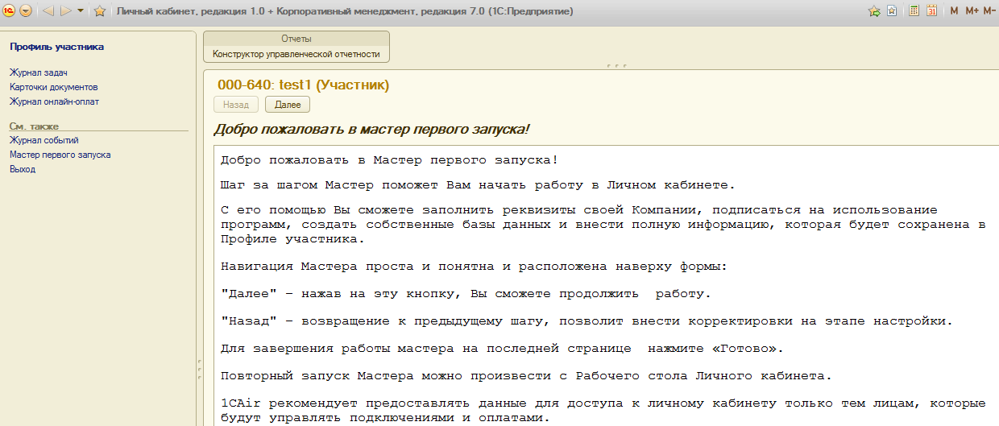 Личный кабинет, редакция 1.0 + Корпоративный менеджмент, редакция 7.0 (1С:Предприятие)
31 M M+ M-
Профиль участника
Журнал задач
Карточки документов
Журнал онлайн-оплат
См. также
Журнал событий
Мастер первого запуска
Выход
Отчеты
Конструктор управленческой отчетности
000-640: test1 (Участник)
Назад Далее
Добро пожаловать в мастер первого запуска!
Добро пожаловать в Мастер первого запуска!
Шаг за шагом Мастер поможет Вам начать работу в Личном кабинете.
С его помощью Вы сможете заполнить реквизиты своей Компании, подписаться на использование
программ, создать собственные базы данных и внести полную информацию, которая будет сохранена в
Профиле участника.
Навигация Мастера проста и понятна и расположена наверху формы:
"Далее" – нажав на эту кнопку, Вы сможете продолжить  работу.
"Назад" – возвращение к предыдущему шагу, позволит внести корректировки на этапе настройки.
Для завершения работы мастера на последней странице  нажмите «Готово».
Повторный запуск Мастера можно произвести с Рабочего стола Личного кабинета.
1CAir рекомендует предоставлять данные для доступа к личному кабинету только тем лицам, которые
будут управлять подключениями и оплатами.